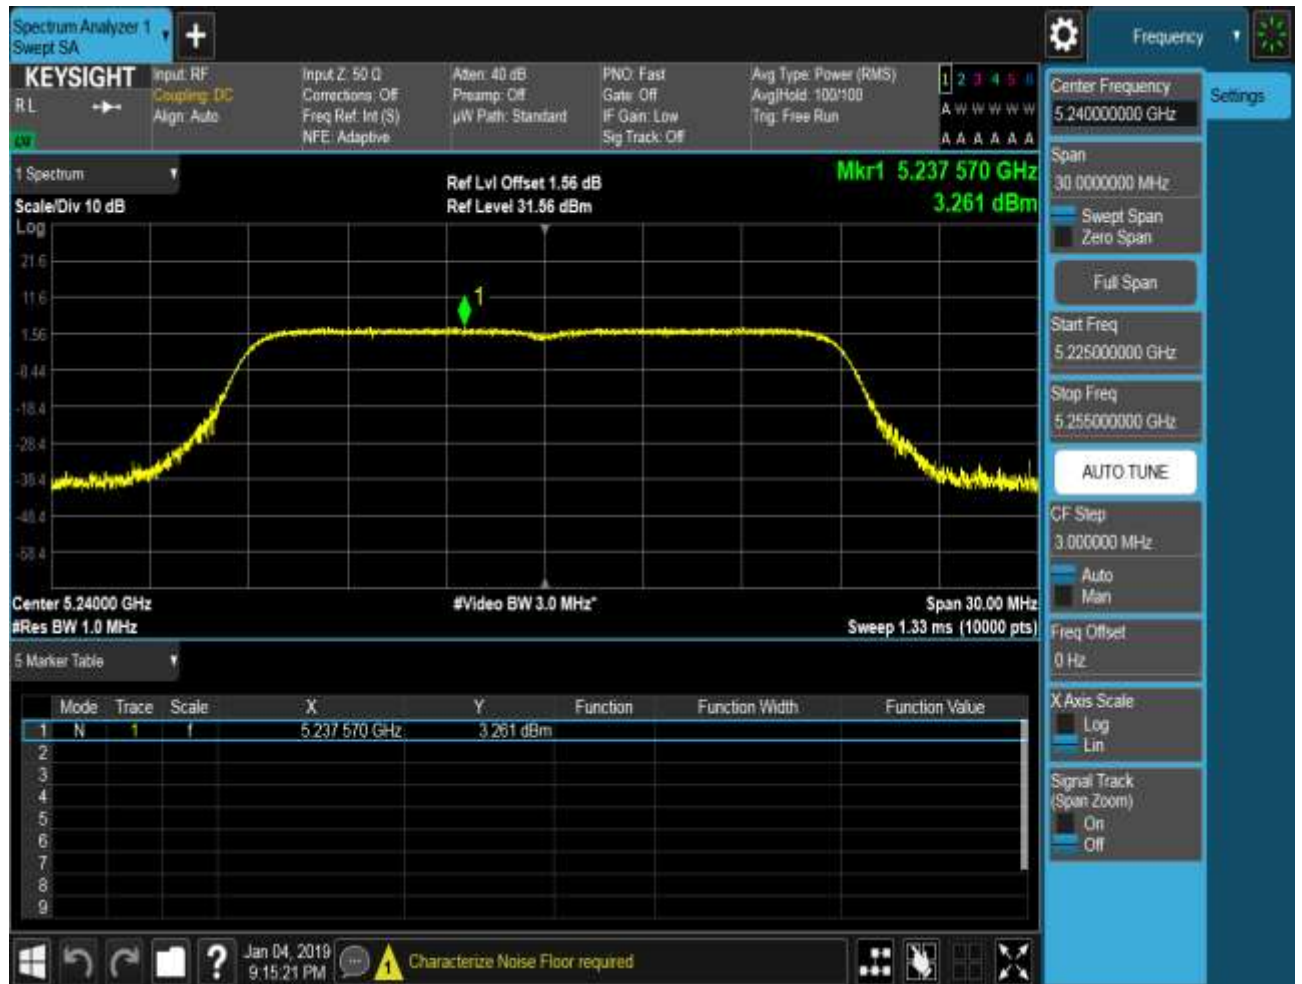 Spectrum Analyzer 1
Swept SA
+
Frequency
KEYSIGHT
RL
Input: RF
Coupling: DC
Align: Auto
Input Z: 50 Ω
Corrections: Off
Freq Ref: Int (S)
NFE: Adaptive
Atten: 40 dB
Preamp: Off
µW Path: Standard
PNO: Fast
Gate: Off
IF Gain: Low
Sig Track: Off
Avg Type: Power (RMS)
Avg|Hold: 100/100
Trig: Free Run
1 2 3 4 5 6
A W W W W W
A A A A A A
1 Spectrum
Scale/Div 10 dB
Ref Lvl Offset 1.56 dB
Ref Level 31.56 dBm
Mkr1 5.237 570 GHz
3.261 dBm
Log
21.6
11.6
1.56
-8.44
-18.4
-28.4
-38.4
-48.4
-58.4
1
Center 5.24000 GHz
#Res BW 1.0 MHz
#Video BW 3.0 MHz*
Span 30.00 MHz
Sweep 1.33 ms (10000 pts)
5 Marker Table
Mode Trace Scale X Y Function Function Width Function Value
1 N 1 f 5.237 570 GHz 3.261 dBm
2
3
4
5
6
7
8
9
Center Frequency
5.240000000 GHz
Settings
Span
30.0000000 MHz
Swept Span
Zero Span
Full Span
Start Freq
5.225000000 GHz
Stop Freq
5.255000000 GHz
AUTO TUNE
CF Step
3.000000 MHz
Auto
Man
Freq Offset
0 Hz
X Axis Scale
Log
Lin
Signal Track
(Span Zoom)
On
Off
?
Jan 04, 2019
9:15:21 PM
1
Characterize Noise Floor required